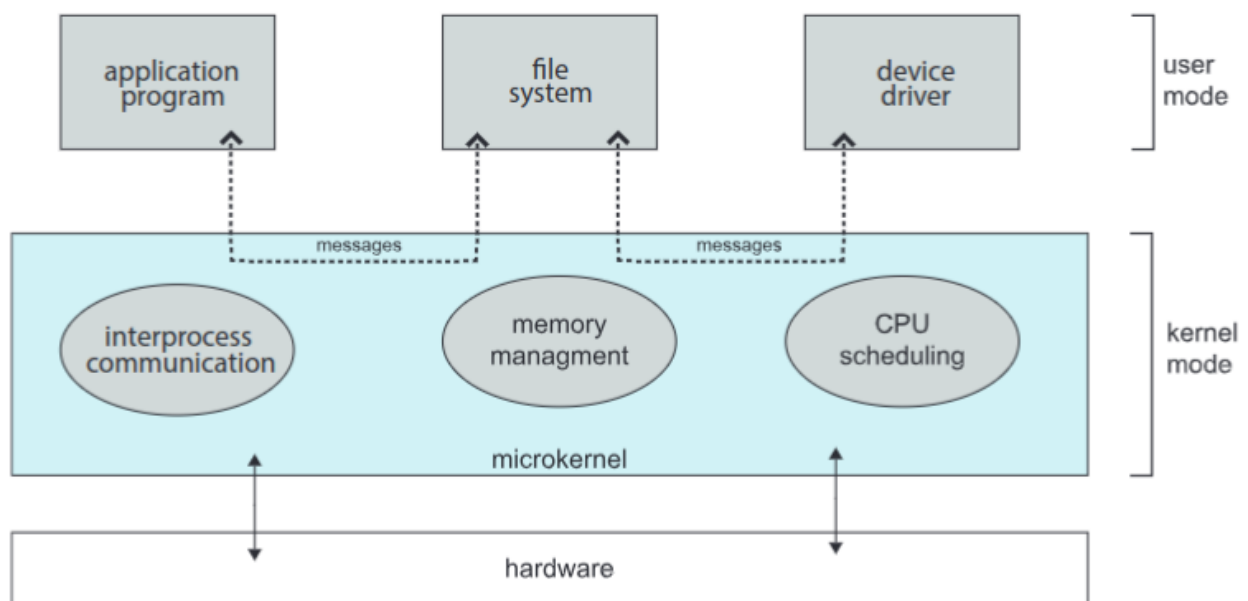 application
program
file
system
device
driver
user
mode
messages
messages
interprocess
communication
memory
managment
CPU
scheduling
kernel
mode
microkernel
hardware